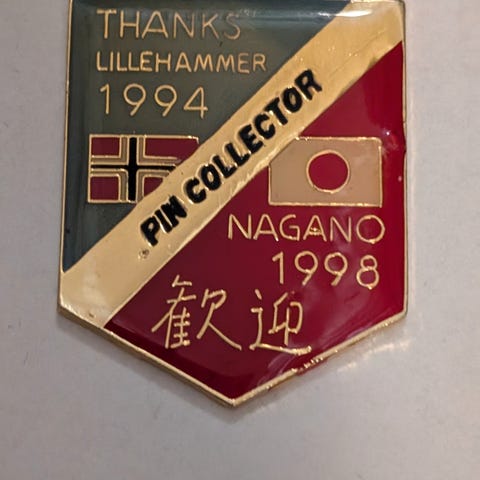 THANKS
LILLEHAMMER
1994
PIN COLLECTOR
NAGANO
1998
歓迎